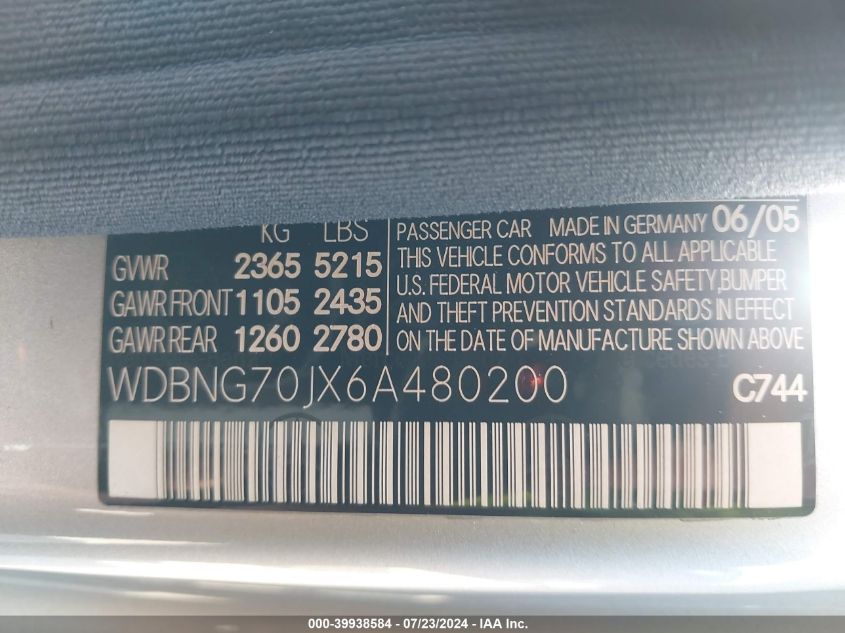 KG LBS
GVWR 2365 5215
GAWR FRONT 1105 2435
GAWR REAR 1260 2780
PASSENGER CAR MADE IN GERMANY 06/05
THIS VEHICLE CONFORMS TO ALL APPLICABLE
U.S. FEDERAL MOTOR VEHICLE SAFETY,BUMPER
AND THEFT PREVENTION STANDARDS IN EFFECT
ON THE DATE OF MANUFACTURE SHOWN ABOVE
WDBNG70JX6A480200 C744
000-39938584 - 07/23/2024 - IAA Inc.